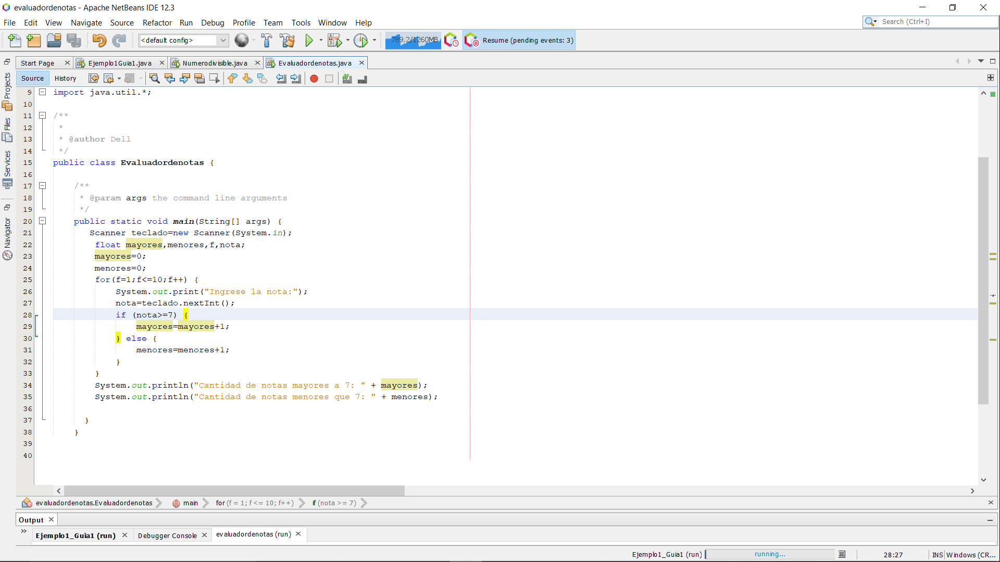 evaluadordenotas - Apache NetBeans IDE 12.3
File Edit View Navigate Source Refactor Run Debug Profile Team Tools Window Help
Search (Ctrl+I)
<default config>
789.2/1260MB
Resume (pending events: 3)
Start Page
Ejemplo1Guia1.java
Numerodivisible.java
Evaluadordenotas.java
Source
History
Projects
Files
Services
Navigator
9 import java.util.*;
10
11 /**
12 *
13 * @author Dell
14 */
15 public class Evaluadordenotas {
16
17 /**
18 * @param args the command line arguments
19 */
20 public static void main(String[] args) {
21 Scanner teclado=new Scanner(System.in);
22 float mayores,menores,f,nota;
23 mayores=0;
24 menores=0;
25 for(f=1;f<=10;f++) {
26 System.out.print("Ingrese la nota:");
27 nota=teclado.nextInt();
28 if (nota>=7) {
29 mayores=mayores+1;
30 } else {
31 menores=menores+1;
32 }
33 }
34 System.out.println("Cantidad de notas mayores a 7: " + mayores);
35 System.out.println("Cantidad de notas menores que 7: " + menores);
36
37 }
38 }
39
40
evaluadordenotas.Evaluadordenotas main for (f = 1; f <= 10; f++) if (nota >= 7)
Output
Ejemplo1_Guia1 (run)
Debugger Console
evaluadordenotas (run)
Ejemplo1_Guia1 (run)
running...
28:27
INS
Windows (CR...